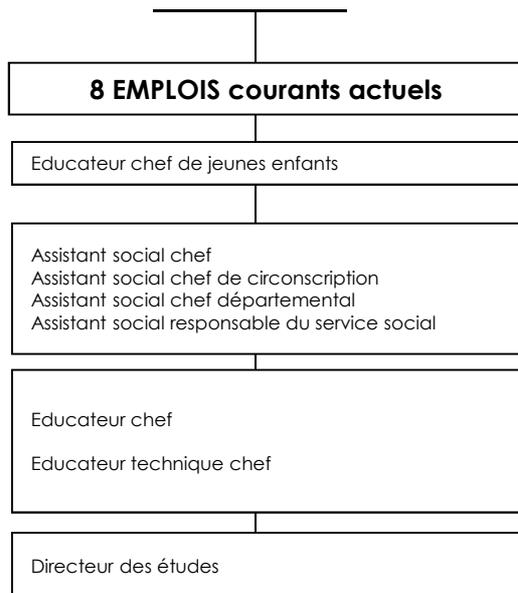 8 EMPLOIS courants actuels
Educateur chef de jeunes enfants
Assistant social chef
Assistant social chef de circonscription
Assistant social chef départemental
Assistant social responsable du service social
Educateur chef
Educateur technique chef
Directeur des études